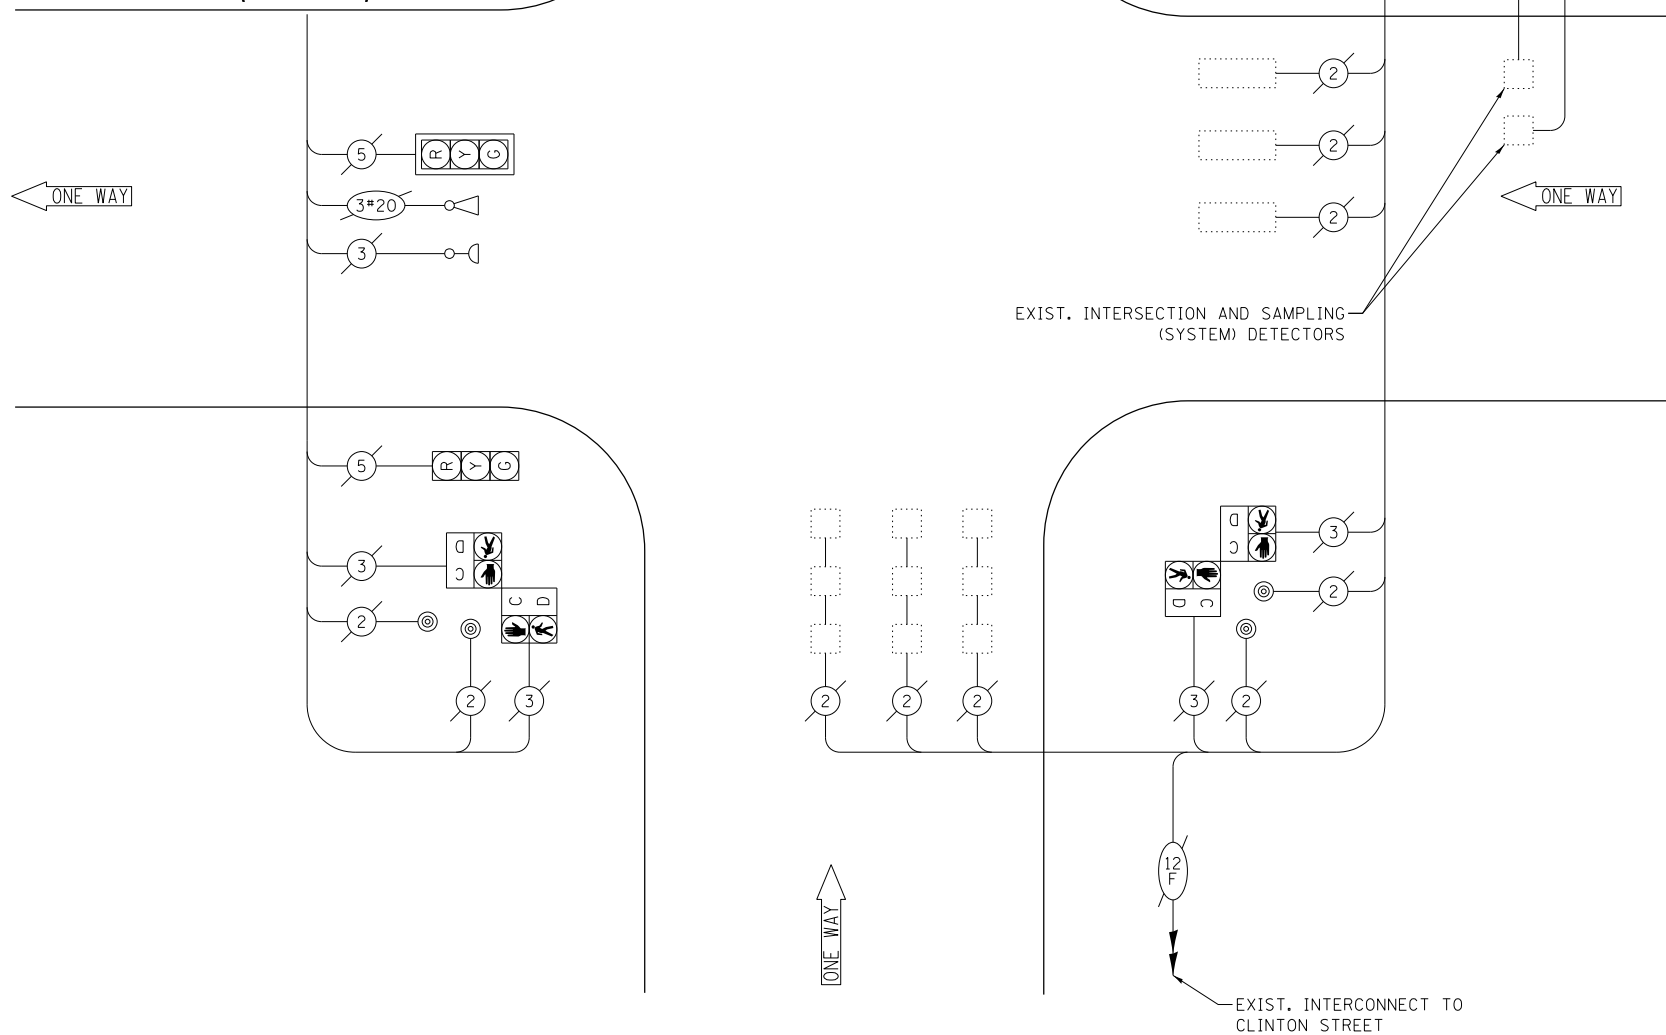 2
5
R Y G
ONE WAY
2
3#20
ONE WAY
3
2
EXIST. INTERSECTION AND SAMPLING
(SYSTEM) DETECTORS
5
R Y G
3
D
C
C D
2
D
C
3
D C
2
2
3
2
2
2
3
2
12
F
ONE WAY
EXIST. INTERCONNECT TO
CLINTON STREET